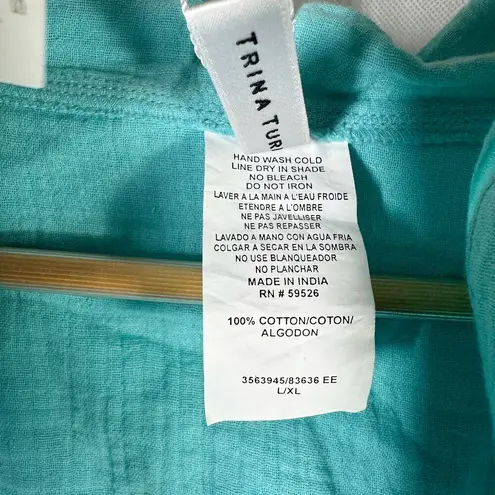 TRINA TUR
HAND WASH COLD
LINE DRY IN SHADE
NO BLEACH
DO NOT IRON
LAVER A LA MAIN A L'EAU FROIDE
ETENDRE A L'OMBRE
NE PAS JAVELLISER
NE PAS REPASSER
LAVADO A MANO CON AGUA FRIA
COLGAR A SECAR EN LA SOMBRA
NO USE BLANQUEADOR
NO PLANCHAR
MADE IN INDIA
RN # 59526
100% COTTON/COTON/
ALGODON
3563945/83636 EE
L/XL